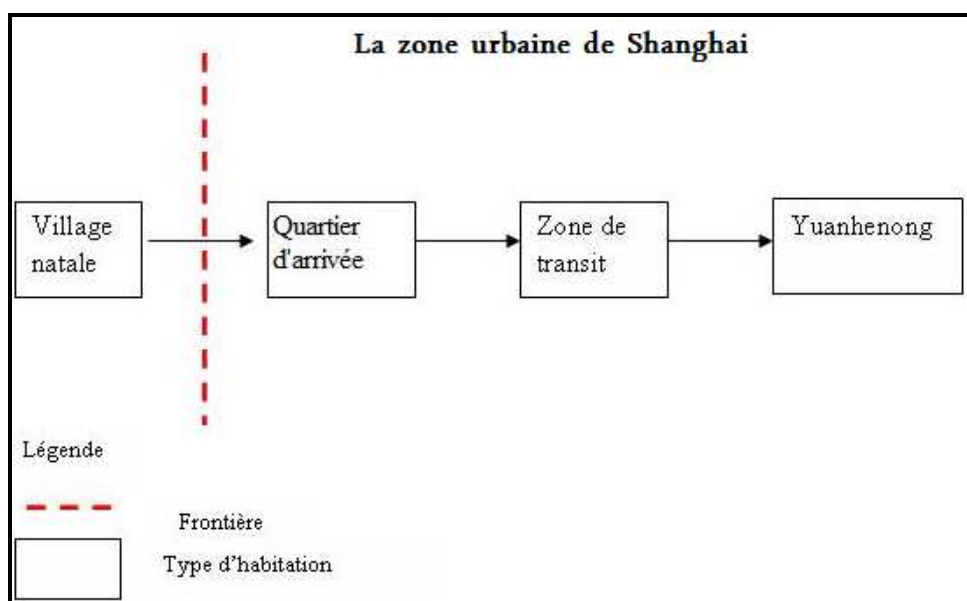 La zone urbaine de Shanghai
Village
natale
Quartier
d'arrivée
Zone de
transit
Yuanhenong
Légende
Frontière
Type d'habitation